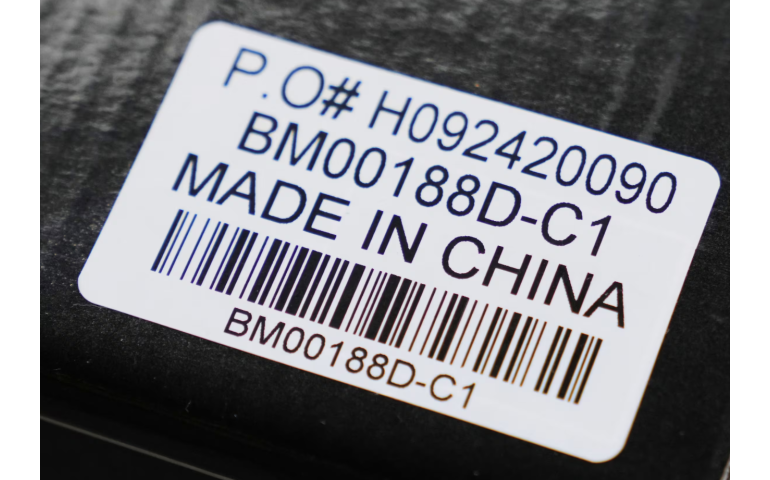 P.O# H092420090
BM00188D-C1
MADE IN CHINA
BM00188D-C1